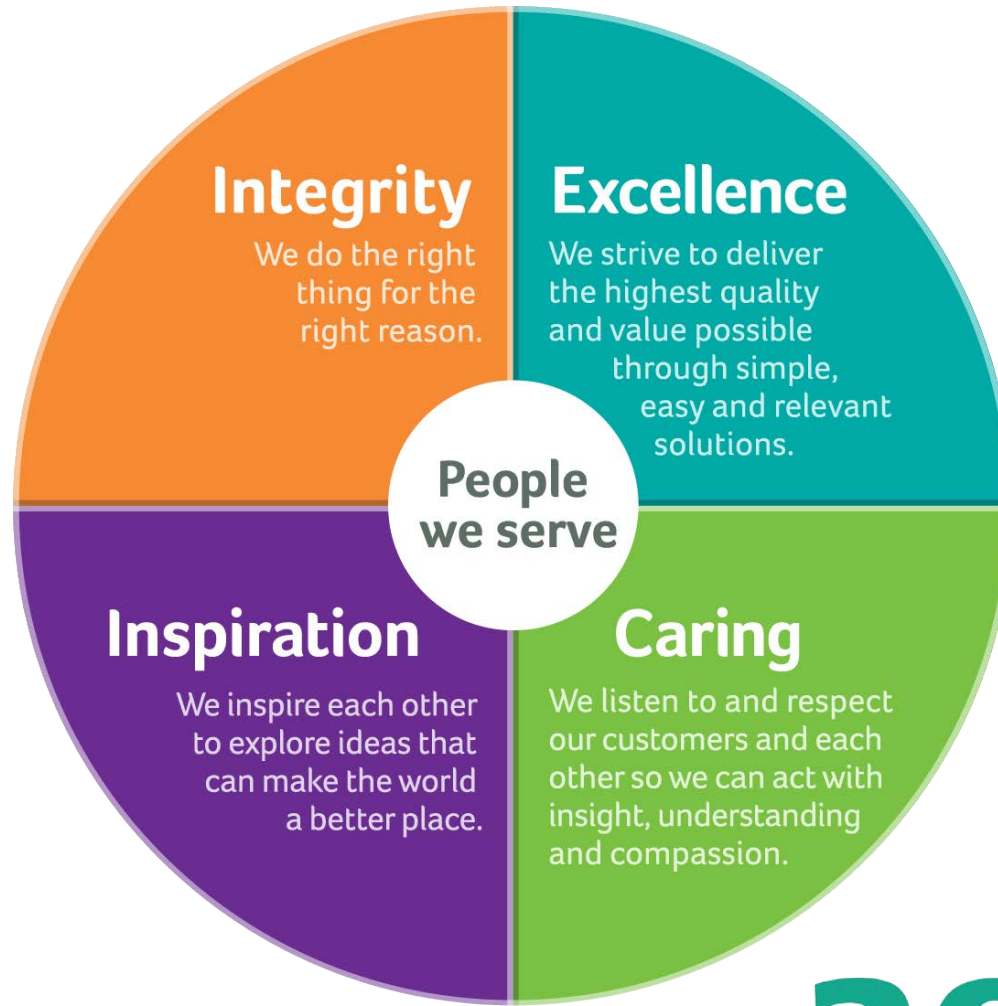 Integrity
We do the right
thing for the
right reason.
Excellence
We strive to deliver
the highest quality
and value possible
through simple,
easy and relevant
solutions.
People
we serve
Inspiration
We inspire each other
to explore ideas that
can make the world
a better place.
Caring
We listen to and respect
our customers and each
other so we can act with
insight, understanding
and compassion.